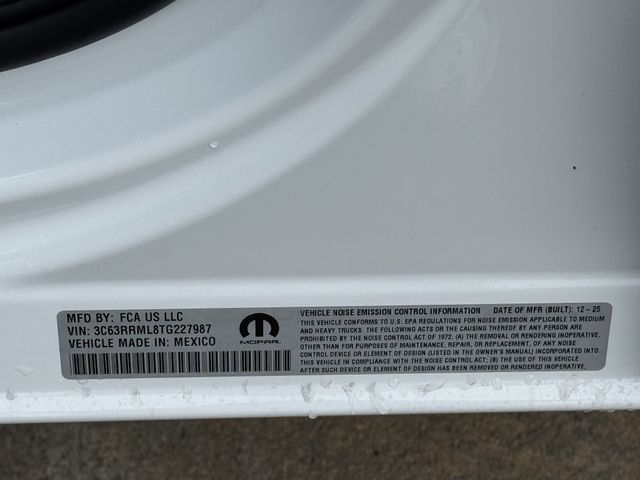 MFD BY: FCA US LLC
VIN: 3C63RRML8TG227987
VEHICLE MADE IN: MEXICO
MOPAR
VEHICLE NOISE EMISSION CONTROL INFORMATION DATE OF MFR (BUILT): 12-25
THIS VEHICLE CONFORMS TO U.S. EPA REGULATIONS FOR NOISE EMISSION APPLICABLE TO MEDIUM
AND HEAVY TRUCKS. THE FOLLOWING ACTS OR THE CAUSING THEREOF BY ANY PERSON ARE
PROHIBITED BY THE NOISE CONTROL ACT OF 1972: (A) THE REMOVAL OR RENDERING INOPERATIVE,
OTHER THAN FOR PURPOSES OF MAINTENANCE, REPAIR, OR REPLACEMENT, OF ANY NOISE
CONTROL DEVICE OR ELEMENT OF DESIGN (LISTED IN THE OWNER'S MANUAL) INCORPORATED INTO
THIS VEHICLE IN COMPLIANCE WITH THE NOISE CONTROL ACT; (B) THE USE OF THIS VEHICLE
AFTER SUCH DEVICE OR ELEMENT OF DESIGN HAS BEEN REMOVED OR RENDERED INOPERATIVE.